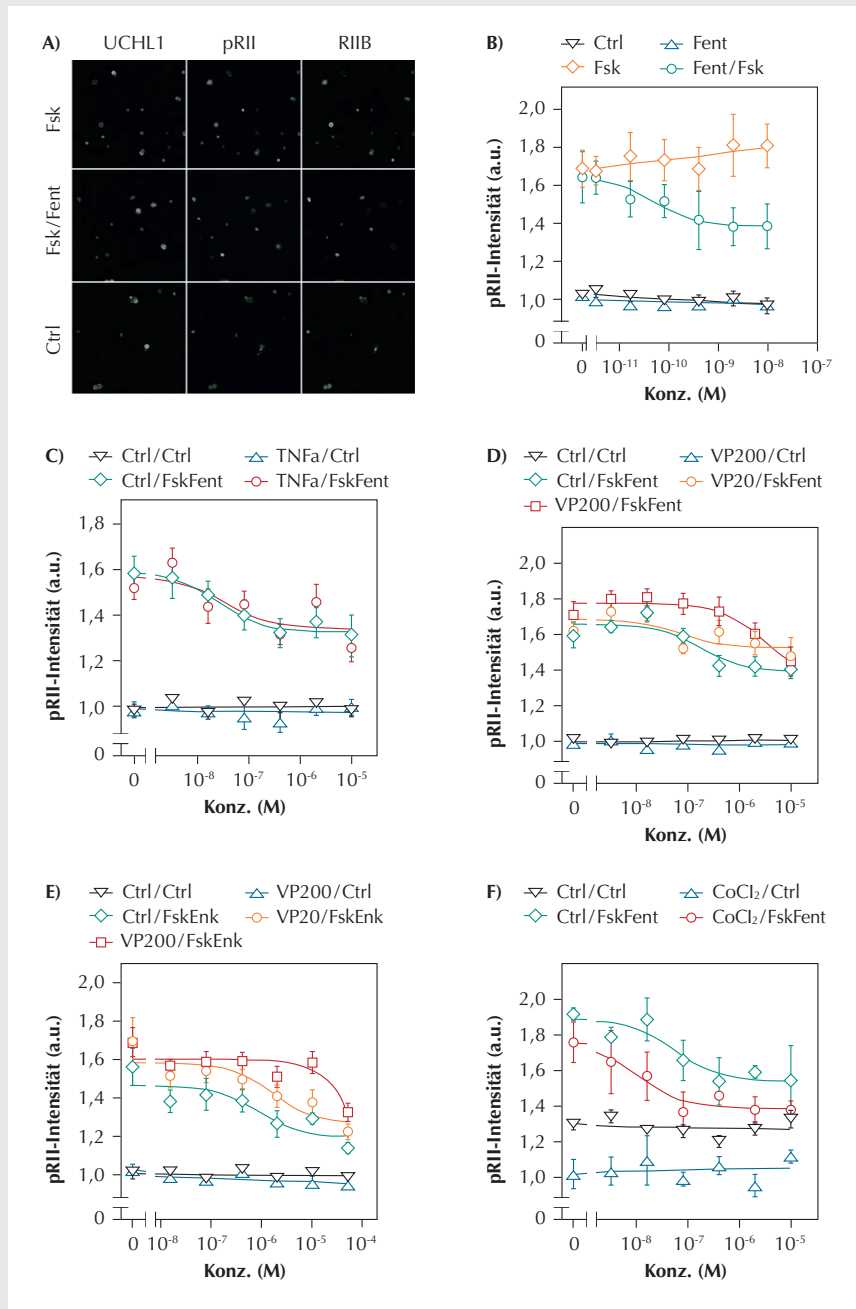 A)
UCHL1 pRII RIIB
Fsk
Fsk/Fent
Ctrl
B)
Ctrl Fent
Fsk Fent/Fsk
pRII-Intensität (a.u.)
2,0
1,8
1,6
1,4
1,2
1,0
0
0 10⁻¹¹ 10⁻¹⁰ 10⁻⁹ 10⁻⁸ 10⁻⁷
Konz. (M)
C)
Ctrl/Ctrl TNFa/Ctrl
Ctrl/FskFent TNFa/FskFent
pRII-Intensität (a.u.)
1,8
1,6
1,4
1,2
1,0
0
0 10⁻⁸ 10⁻⁷ 10⁻⁶ 10⁻⁵
Konz. (M)
D)
Ctrl/Ctrl VP200/Ctrl
Ctrl/FskFent VP20/FskFent
VP200/FskFent
pRII-Intensität (a.u.)
2,0
1,8
1,6
1,4
1,2
1,0
0
0 10⁻⁸ 10⁻⁷ 10⁻⁶ 10⁻⁵
Konz. (M)
E)
Ctrl/Ctrl VP200/Ctrl
Ctrl/FskEnk VP20/FskEnk
VP200/FskEnk
pRII-Intensität (a.u.)
2,0
1,8
1,6
1,4
1,2
1,0
0
0 10⁻⁸ 10⁻⁷ 10⁻⁶ 10⁻⁵ 10⁻⁴
Konz. (M)
F)
Ctrl/Ctrl CoCl₂/Ctrl
Ctrl/FskFent CoCl₂/FskFent
pRII-Intensität (a.u.)
2,0
1,8
1,6
1,4
1,2
1,0
0
0 10⁻⁸ 10⁻⁷ 10⁻⁶ 10⁻⁵
Konz. (M)